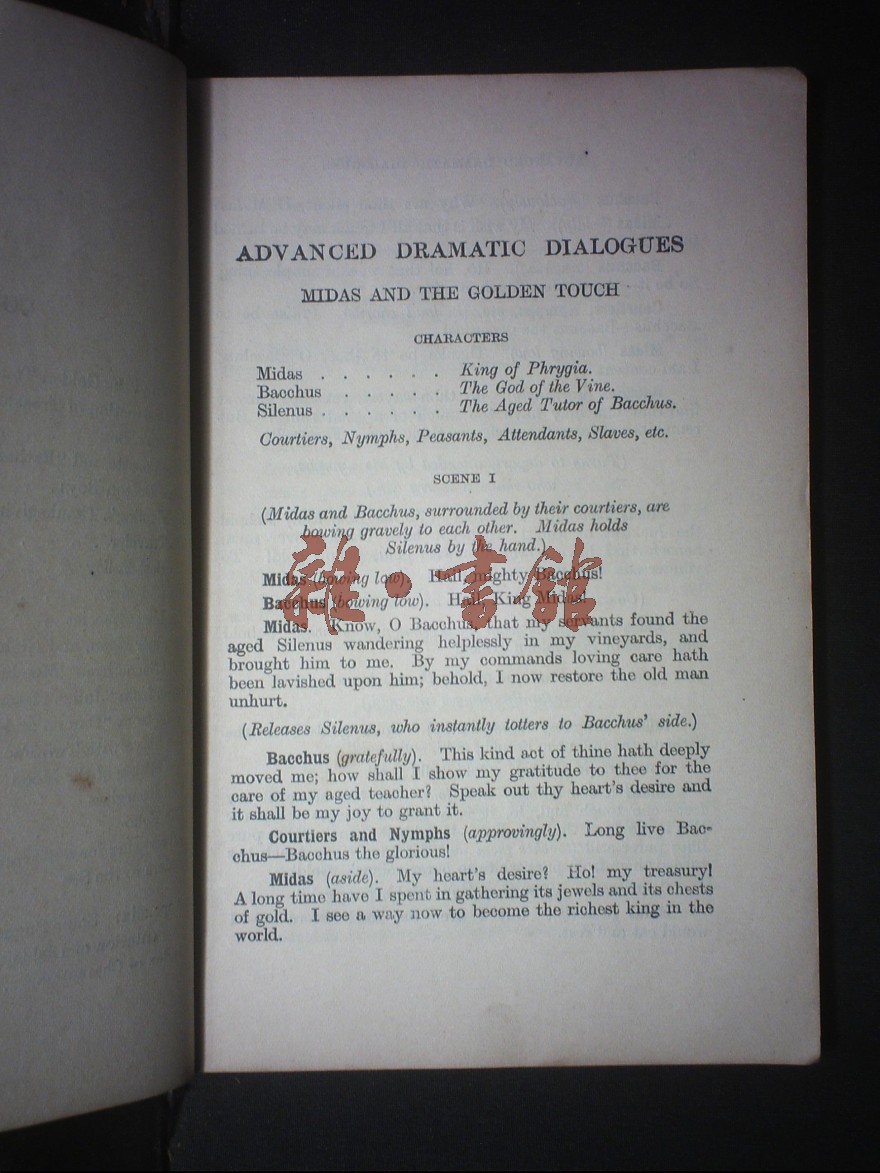 ADVANCED DRAMATIC DIALOGUES
MIDAS AND THE GOLDEN TOUCH
CHARACTERS
Midas . . . . . . King of Phrygia.
Bacchus . . . . . The God of the Vine.
Silenus . . . . . . The Aged Tutor of Bacchus.
Courtiers, Nymphs, Peasants, Attendants, Slaves, etc.
SCENE I
(Midas and Bacchus, surrounded by their courtiers, are
bowing gravely to each other. Midas holds
Silenus by the hand.)
Midas (bowing low). Hail, mighty Bacchus!
Bacchus (bowing low). Hail, King Midas!
Midas. Know, O Bacchus, that my servants found the
aged Silenus wandering helplessly in my vineyards, and
brought him to me. By my commands loving care hath
been lavished upon him; behold, I now restore the old man
unhurt.
(Releases Silenus, who instantly totters to Bacchus' side.)
Bacchus (gratefully). This kind act of thine hath deeply
moved me; how shall I show my gratitude to thee for the
care of my aged teacher? Speak out thy heart's desire and
it shall be my joy to grant it.
Courtiers and Nymphs (approvingly). Long live Bac-
chus—Bacchus the glorious!
Midas (aside). My heart's desire? Ho! my treasury!
A long time have I spent in gathering its jewels and its chests
of gold. I see a way now to become the richest king in the
world.
雜·書館